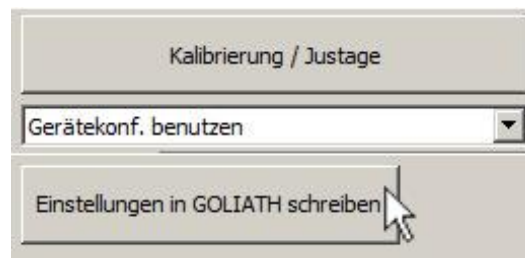 Kalibrierung / Justage
Gerätekonf. benutzen
Einstellungen in GOLIATH schreiben